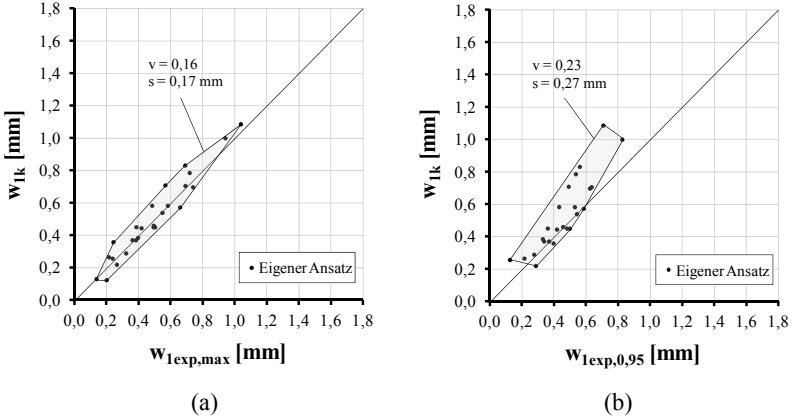 1,8
1,6
1,4
1,2
1,0
0,8
0,6
0,4
0,2
0,0
w1k [mm]
v = 0,16
s = 0,17 mm
Eigener Ansatz
0,0 0,2 0,4 0,6 0,8 1,0 1,2 1,4 1,6 1,8
w1exp,max [mm]
(a)
1,8
1,6
1,4
1,2
1,0
0,8
0,6
0,4
0,2
0,0
w1k [mm]
v = 0,23
s = 0,27 mm
Eigener Ansatz
0,0 0,2 0,4 0,6 0,8 1,0 1,2 1,4 1,6 1,8
w1exp,0,95 [mm]
(b)